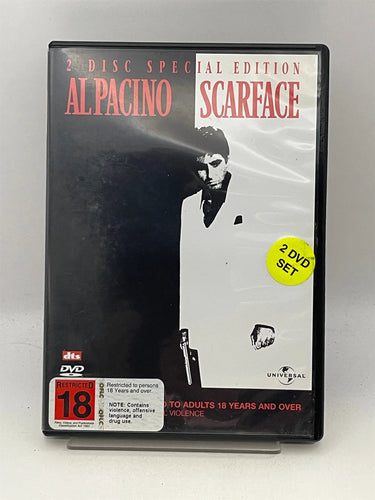 2 DISC SPECIAL EDITION
AL PACINO SCARFACE
2 DVD
SET
dts
DVD
UNIVERSAL
RESTRICTED
18
Restricted to persons
18 Years and over.
NOTE: Contains
violence, offensive
language and
drug use.
D TO ADULTS 18 YEARS AND OVER
VIOLENCE